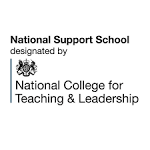 National Support School
designated by
National College for
Teaching & Leadership